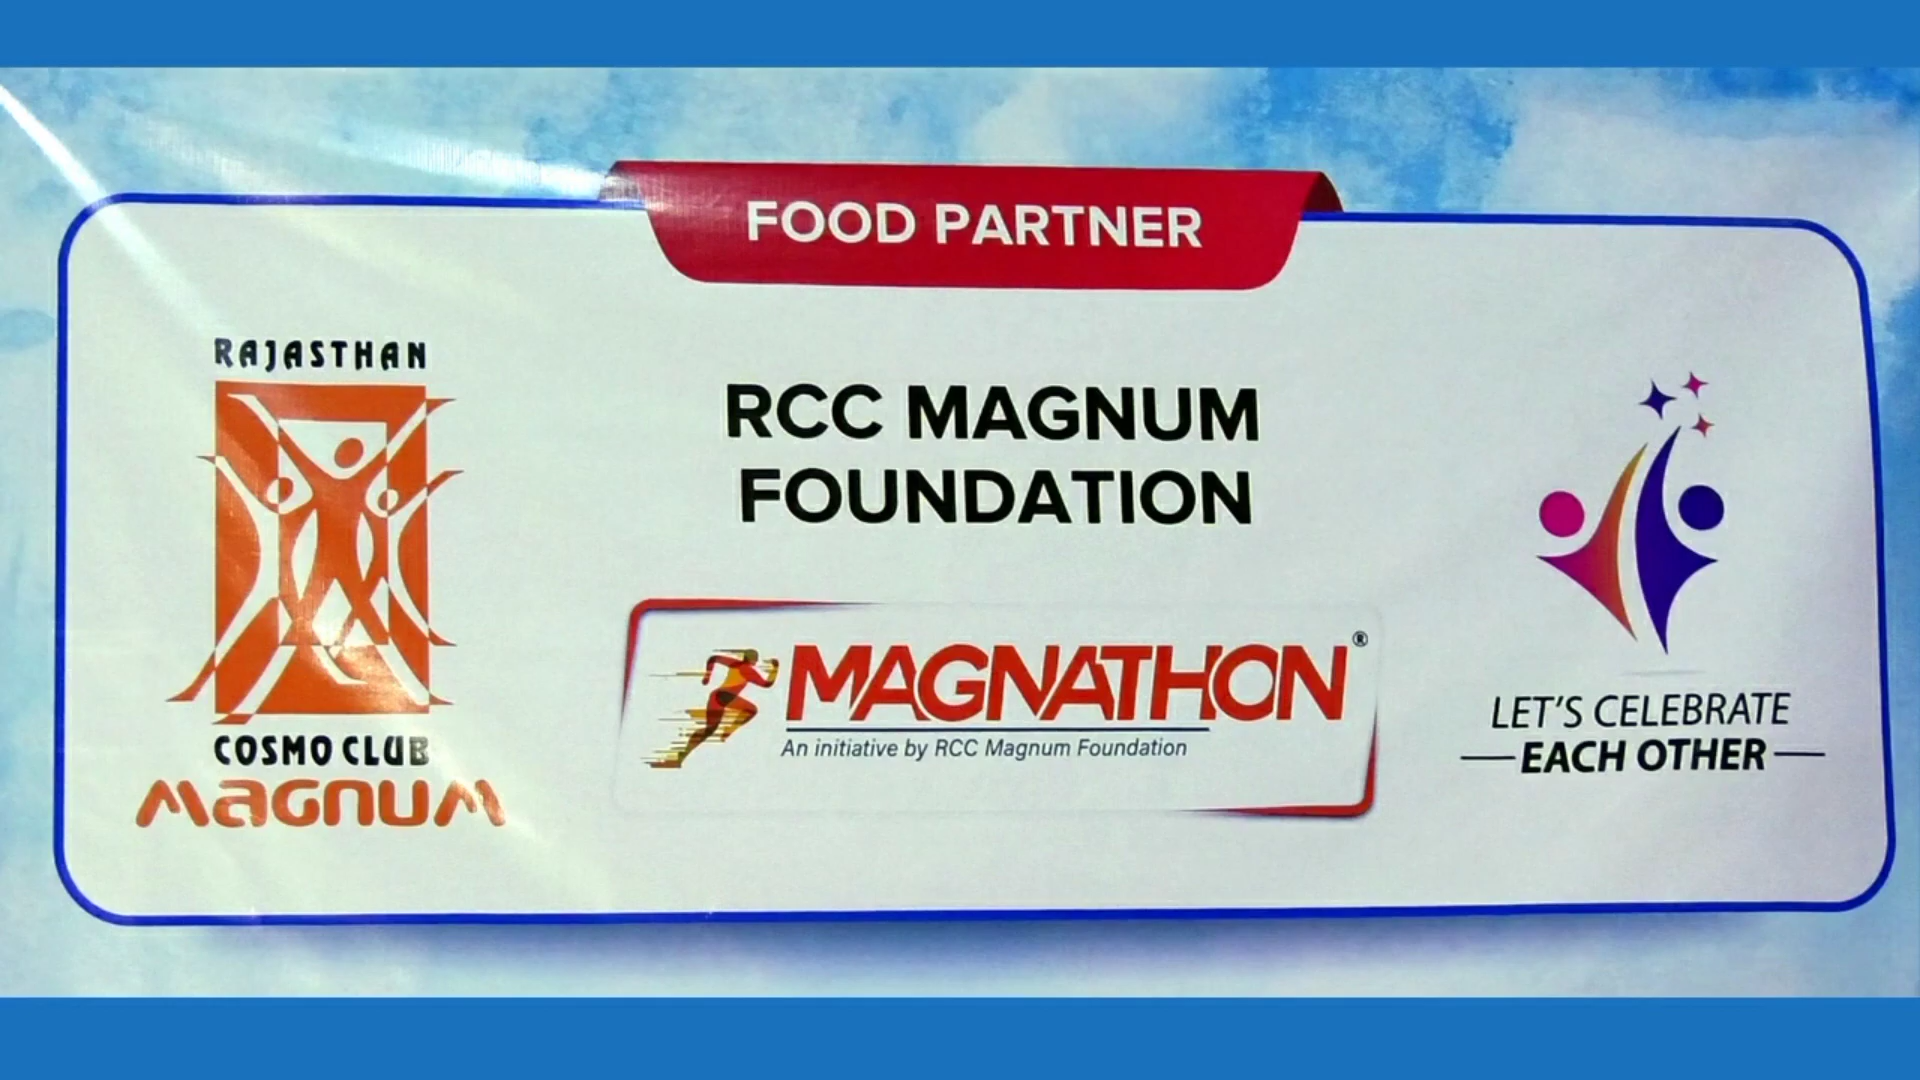 FOOD PARTNER
RAJASTHAN
COSMO CLUB
MAGNUM
RCC MAGNUM
FOUNDATION
MAGNATHON®
An initiative by RCC Magnum Foundation
LET'S CELEBRATE
EACH OTHER